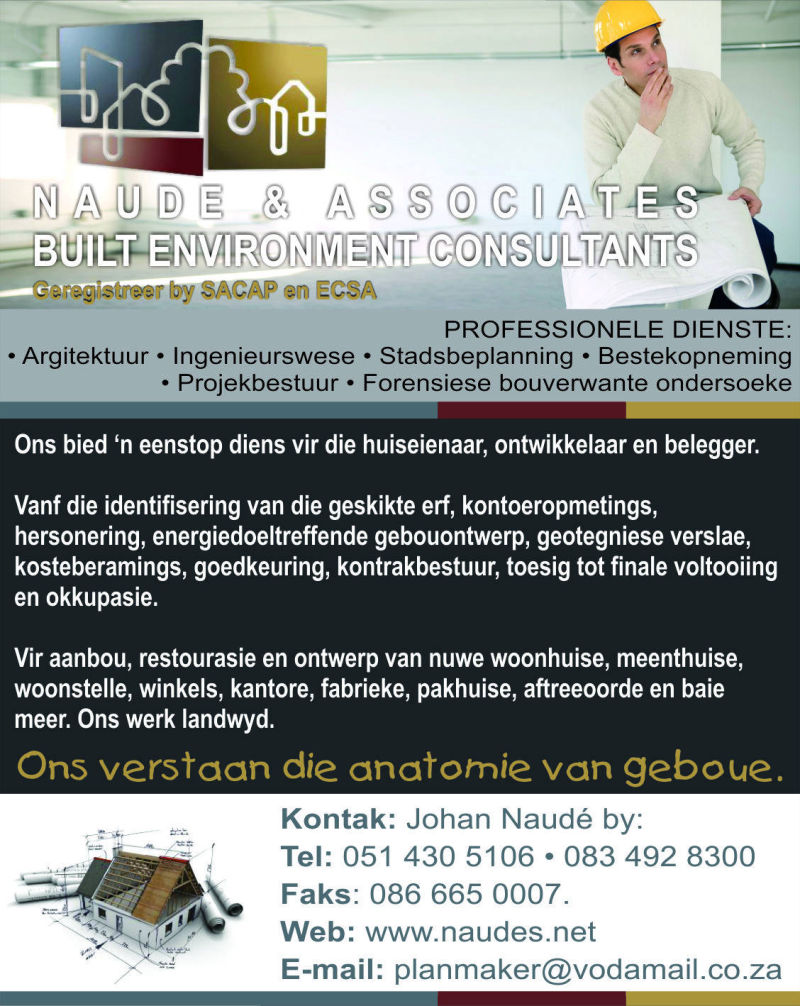 NAUDE & ASSOCIATES
BUILT ENVIRONMENT CONSULTANTS
Geregistreer by SACAP en ECSA
PROFESSIONELE DIENSTE:
• Argitektuur • Ingenieurswese • Stadsbeplanning • Bestekopneming
• Projekbestuur • Forensiese bouverwante ondersoeke
Ons bied ‘n eenstop diens vir die huiseienaar, ontwikkelaar en belegger.
Vanf die identifisering van die geskikte erf, kontoeropmetings,
hersonering, energiedoeltreffende gebouontwerp, geotegniese verslae,
kosteberamings, goedkeuring, kontrakbestuur, toesig tot finale voltooiing
en okkupasie.
Vir aanbou, restourasie en ontwerp van nuwe woonhuise, meenthuise,
woonstelle, winkels, kantore, fabrieke, pakhuise, aftreeoorde en baie
meer. Ons werk landwyd.
Ons verstaan die anatomie van geboue.
Kontak: Johan Naudé by:
Tel: 051 430 5106 • 083 492 8300
Faks: 086 665 0007.
Web: www.naudes.net
E-mail: planmaker@vodamail.co.za